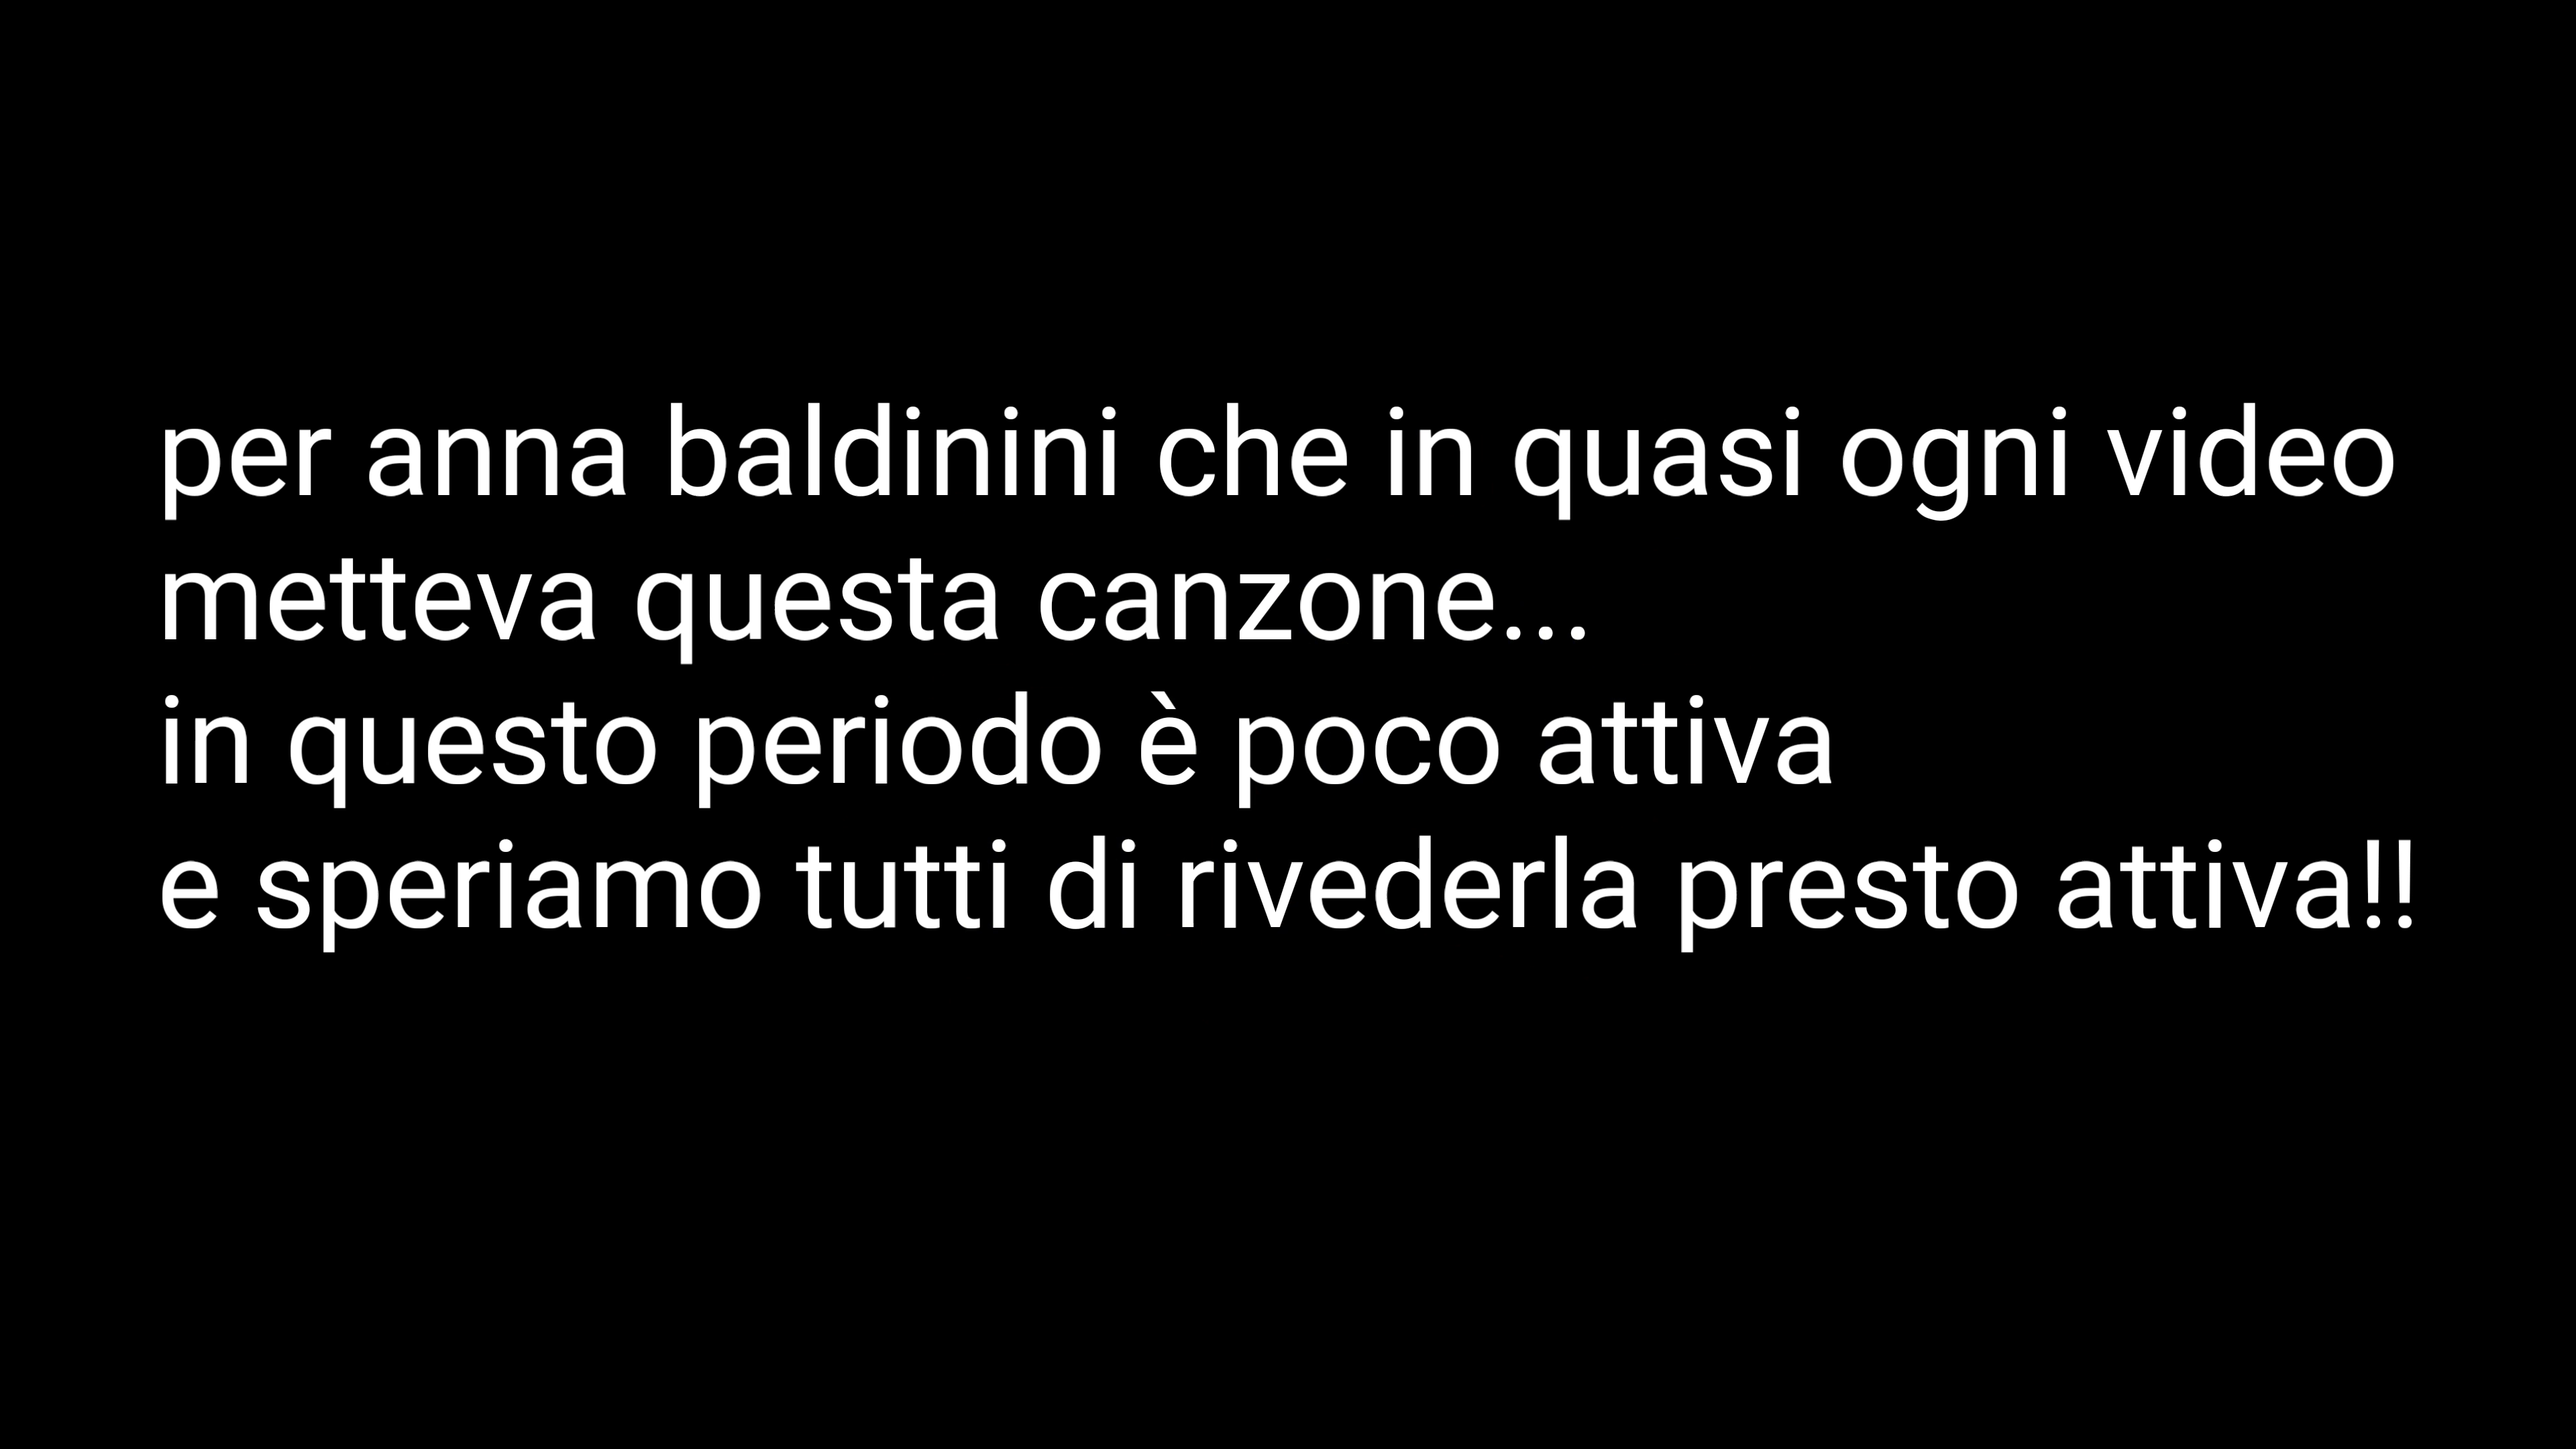 per anna baldinini che in quasi ogni video
metteva questa canzone...
in questo periodo è poco attiva
e speriamo tutti di rivederla presto attiva!!